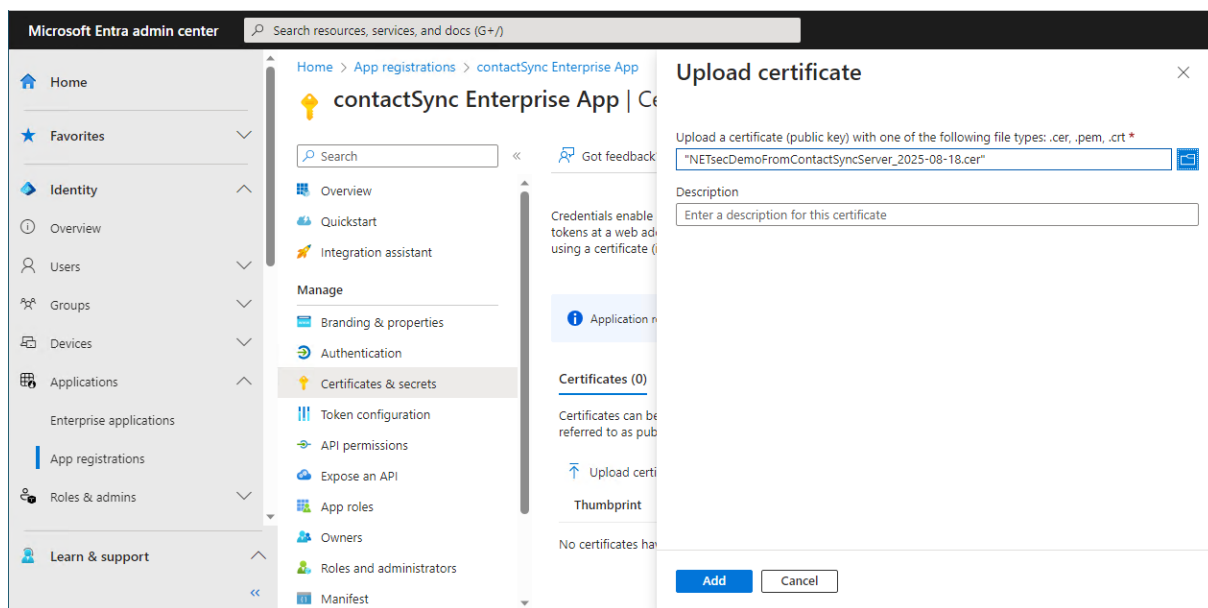 Microsoft Entra admin center
Search resources, services, and docs (G+/)
Home
Favorites
Identity
Overview
Users
Groups
Devices
Applications
Enterprise applications
App registrations
Roles & admins
Learn & support
«
Home > App registrations > contactSync Enterprise App
contactSync Enterprise App | Ce
Search
«
Overview
Quickstart
Integration assistant
Manage
Branding & properties
Authentication
Certificates & secrets
Token configuration
API permissions
Expose an API
App roles
Owners
Roles and administrators
Manifest
Got feedback
Credentials enable
tokens at a web add
using a certificate (i
Application re
Certificates (0)
Certificates can be
referred to as pub
Upload certi
Thumbprint
No certificates hav
Upload certificate
Upload a certificate (public key) with one of the following file types: .cer, .pem, .crt *
"NETsecDemoFromContactSyncServer_2025-08-18.cer"
Description
Enter a description for this certificate
Add
Cancel